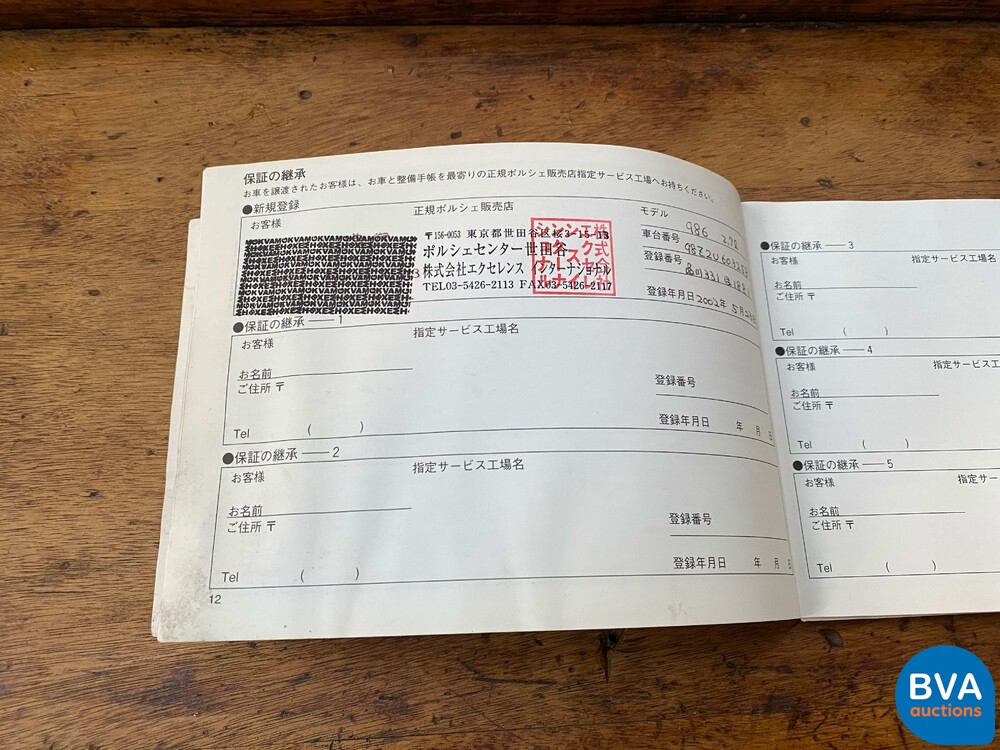 保証の継承
お車を譲渡されたお客様は、お車と整備手帳を最寄りの正規ポルシェ販売店指定サービス工場へお持ちください。
●新規登録
お客様
正規ポルシェ販売店
〒156-0053 東京都世田谷区桜3-15-13
ポルシェセンター世田谷
株式会社エクセレンス インターナショナル
TEL03-5426-2113 FAX03-5426-2117
モデル
986
車台番号
登録番号
登録年月日 2002年 5月
●保証の継承 ── 1
お客様
指定サービス工場名
お名前
ご住所 〒
Tel ( )
登録番号
登録年月日 年 月 日
●保証の継承 ── 2
お客様
指定サービス工場名
お名前
ご住所 〒
Tel ( )
登録番号
登録年月日 年 月
12
●保証の継承 ── 3
お客様
指定サービス工場名
お名前
ご住所 〒
Tel ( )
●保証の継承 ── 4
お客様
指定サービス工
お名前
ご住所 〒
Tel ( )
●保証の継承 ── 5
お客様
指定サー
お名前
ご住所 〒
Tel ( )
BVA
auctions